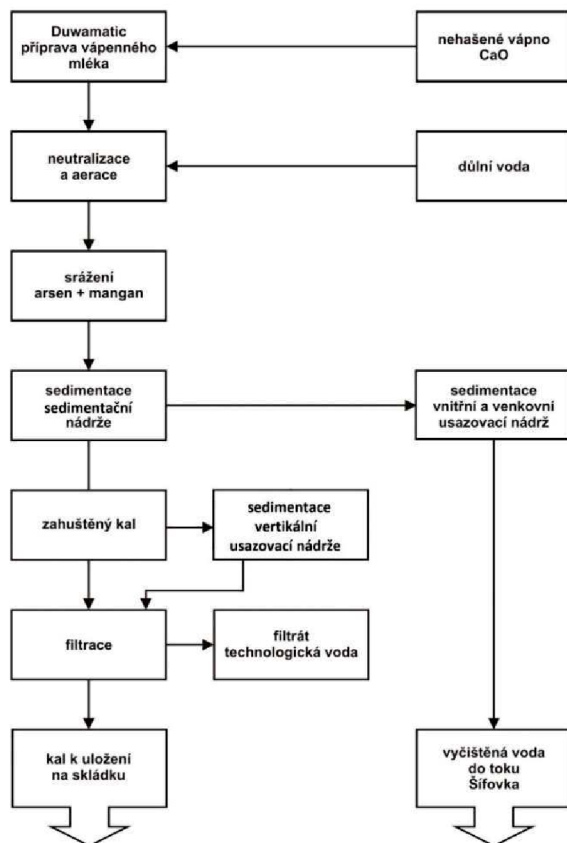 Duwamatic
příprava vápenného
mléka
nehašené vápno
CaO
neutralizace
a aerace
důlní voda
srážení
arsen + mangan
sedimentace
sedimentační
nádrže
sedimentace
vnitřní a venkovni
usazovací nádrž
zahuštěný kal
sedimentace
vertikální
usazovací nádrže
filtrace
filtrát
technologická voda
kal k uložení
na skládku
vyčištěná voda
do toku
Šífovka